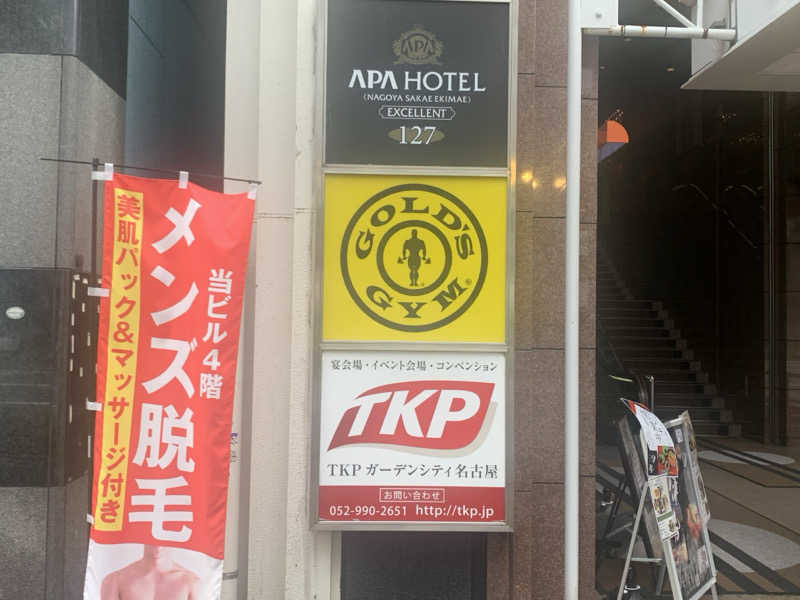 APA
APA HOTEL
〈NAGOYA SAKAE EKIMAE〉
EXCELLENT
127
GOLD'S
GYM®
宴会場・イベント会場・コンベンション
TKP
TKP ガーデンシティ名古屋
お問い合わせ
052-990-2651 http://tkp.jp
当ビル4階
メンズ脱毛
美肌パック&マッサージ付き